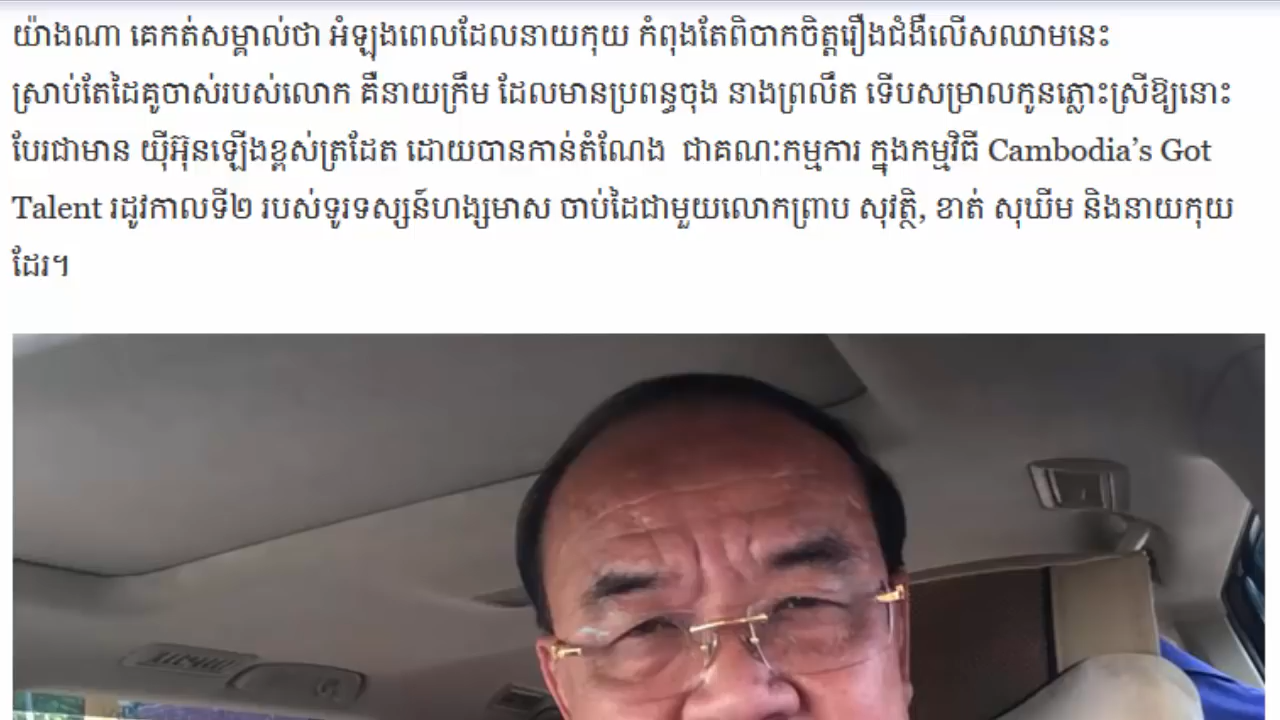 យ៉ាងណា គេកត់សម្គាល់ថា អំឡុងពេលដែលនាយកុយ កំពុងតែពិបាកចិត្តរឿងជំងឺលើសឈាមនេះ
ស្រាប់តែដៃគូចាស់របស់លោក គឺនាយក្រឹម ដែលមានប្រពន្ធចុង នាងព្រលឹត ទើបសម្រាលកូនភ្លោះស្រីឱ្យនោះ
បែរជាមាន យ៉ីអ៊ុនឡើងខ្ពស់ត្រដែត ដោយបានកាន់តំណែង ជាគណៈកម្មការ ក្នុងកម្មវិធី Cambodia’s Got
Talent រដូវកាលទី២ របស់ទូរទស្សន៍ហង្សមាស ចាប់ដៃជាមួយលោកព្រាប សុវត្ថិ, ខាត់ សុឃីម និងនាយកុយ
ដែរ។